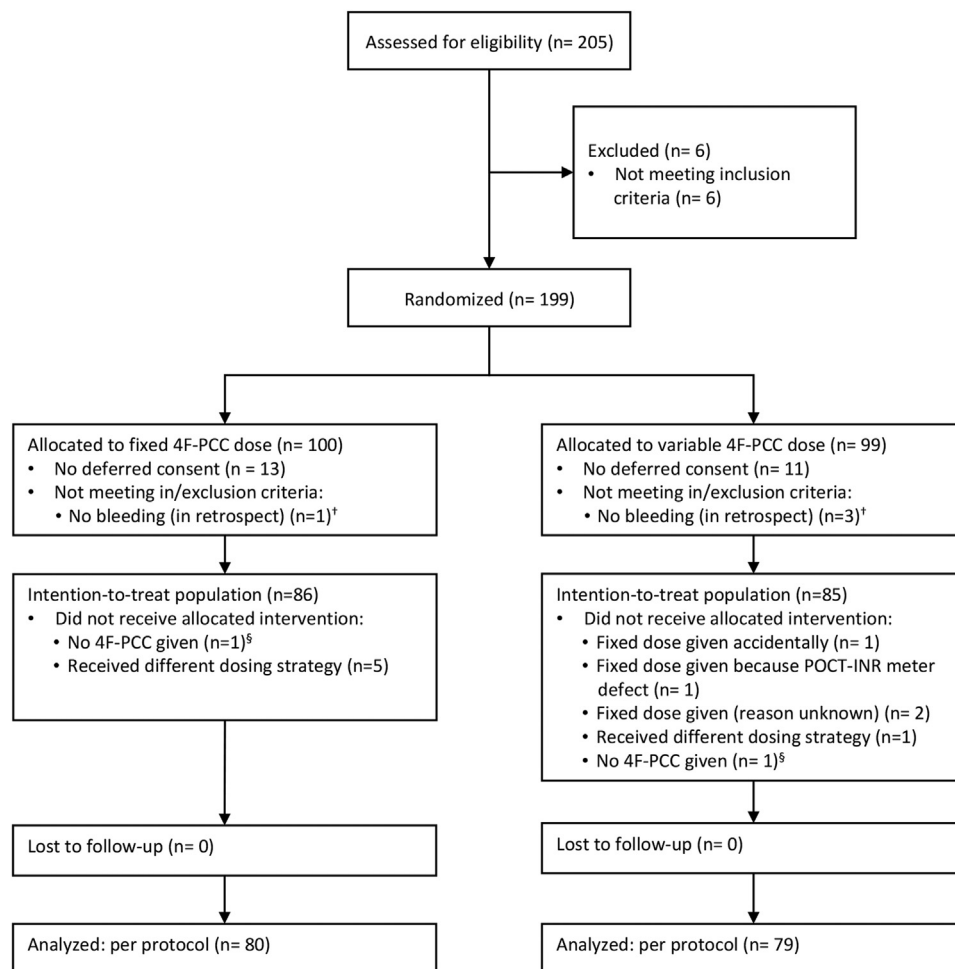 Assessed for eligibility (n= 205)
Excluded (n= 6)
• Not meeting inclusion
criteria (n= 6)
Randomized (n= 199)
Allocated to fixed 4F-PCC dose (n= 100)
• No deferred consent (n = 13)
• Not meeting in/exclusion criteria:
• No bleeding (in retrospect) (n=1)†
Allocated to variable 4F-PCC dose (n= 99)
• No deferred consent (n= 11)
• Not meeting in/exclusion criteria:
• No bleeding (in retrospect) (n=3)†
Intention-to-treat population (n=86)
• Did not receive allocated intervention:
• No 4F-PCC given (n=1)§
• Received different dosing strategy (n=5)
Intention-to-treat population (n=85)
• Did not receive allocated intervention:
• Fixed dose given accidentally (n= 1)
• Fixed dose given because POCT-INR meter
defect (n= 1)
• Fixed dose given (reason unknown) (n= 2)
• Received different dosing strategy (n=1)
• No 4F-PCC given (n= 1)§
Lost to follow-up (n= 0)
Lost to follow-up (n= 0)
Analyzed: per protocol (n= 80)
Analyzed: per protocol (n= 79)